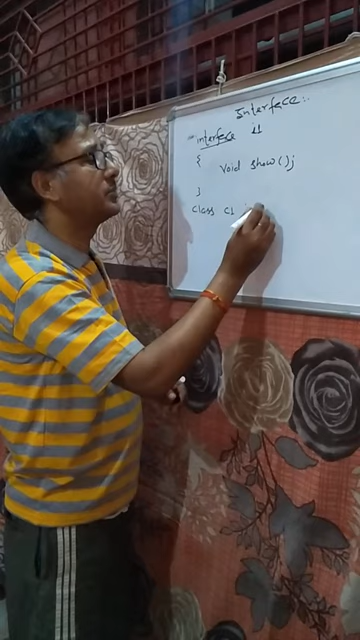 Interface:-
interface i1
{
void show();
}
class c1